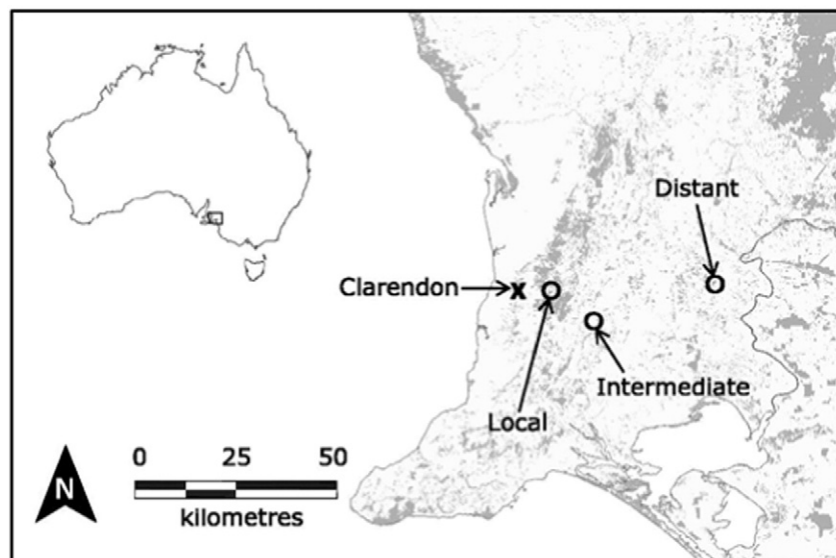 Distant
Clarendon
x
Intermediate
Local
N
0 25 50
kilometres